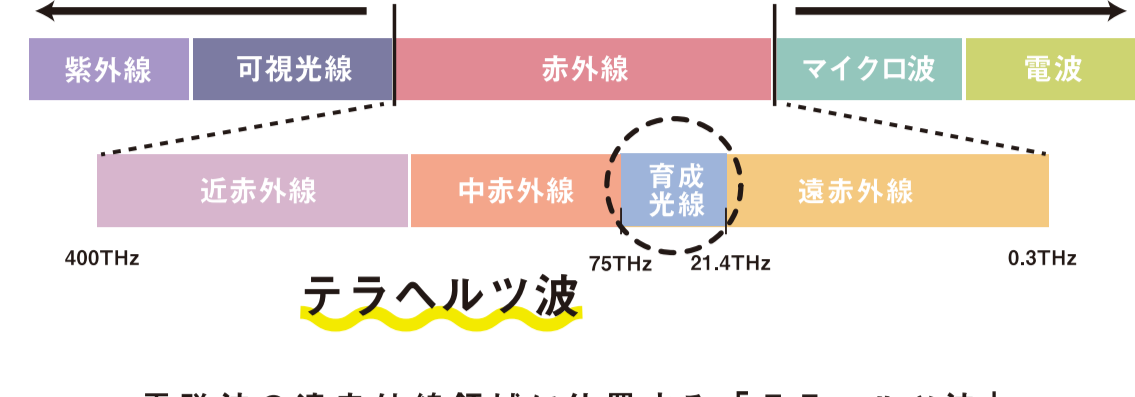 紫外線 可視光線 赤外線 マイクロ波 電波
近赤外線 中赤外線 育成 遠赤外線
光線
400THz 75THz 21.4THz 0.3THz
テラヘルツ波